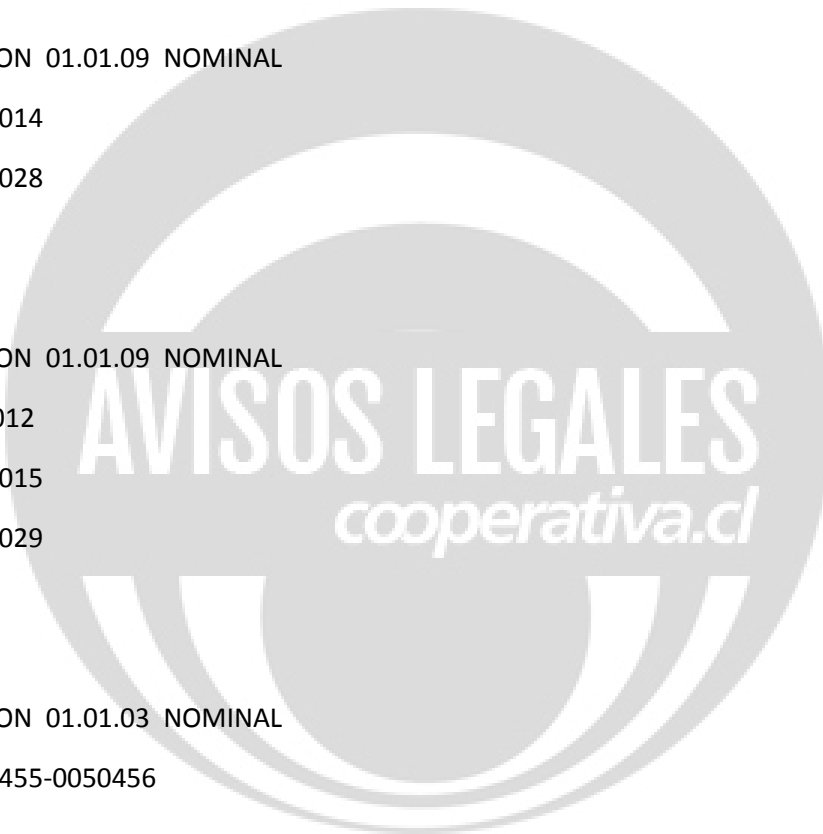 ON 01.01.09 NOMINAL
014
028
ON 01.01.09 NOMINAL
012
015
029
AVISOS LEGALES
cooperativa.cl
ON 01.01.03 NOMINAL
455-0050456